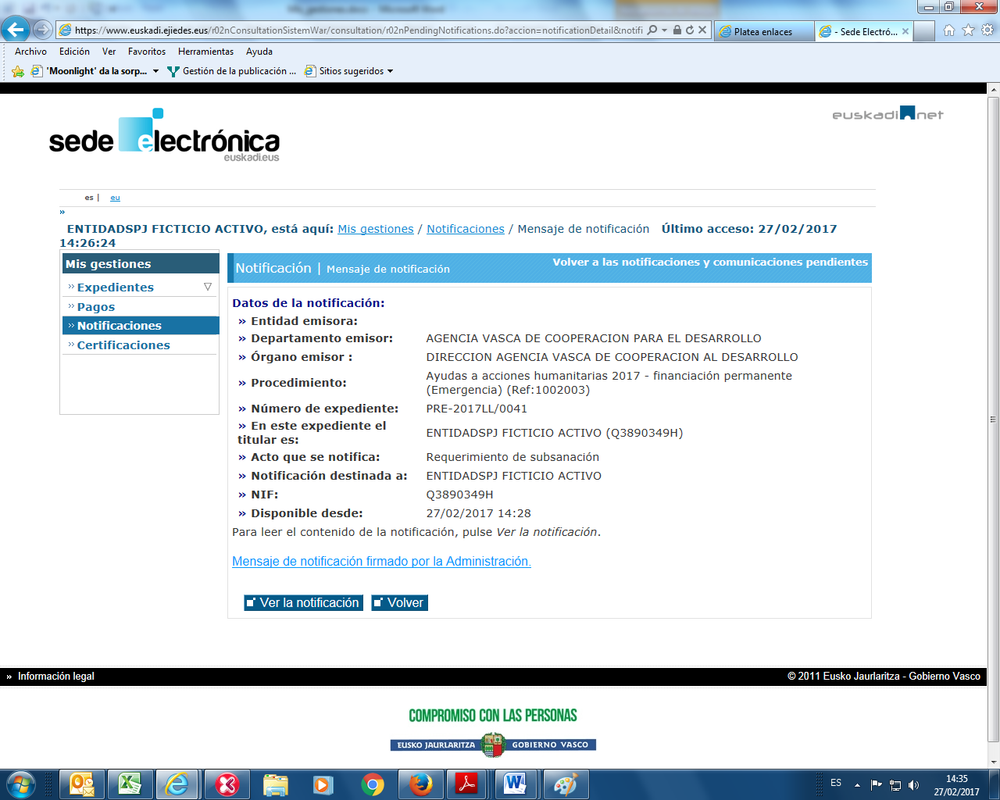 https://www.euskadi.ejiedes.eus/r02nConsultationSistemWar/consultation/r02nPendingNotifications.do?accion=notificationDetail&notifi
Platea enlaces
- Sede Electró...
Archivo Edición Ver Favoritos Herramientas Ayuda
'Moonlight' da la sorp... Gestión de la publicación ... Sitios sugeridos
sede electrónica
euskadi.eus
euskadi net
es | eu
»
ENTIDADSPJ FICTICIO ACTIVO, está aquí: Mis gestiones / Notificaciones / Mensaje de notificación Último acceso: 27/02/2017
14:26:24
Mis gestiones
Expedientes
Pagos
Notificaciones
Certificaciones
Notificación | Mensaje de notificación
Volver a las notificaciones y comunicaciones pendientes
Datos de la notificación:
» Entidad emisora:
» Departamento emisor: AGENCIA VASCA DE COOPERACION PARA EL DESARROLLO
» Órgano emisor : DIRECCION AGENCIA VASCA DE COOPERACION AL DESARROLLO
» Procedimiento: Ayudas a acciones humanitarias 2017 - financiación permanente
(Emergencia) (Ref:1002003)
» Número de expediente: PRE-2017LL/0041
» En este expediente el
titular es: ENTIDADSPJ FICTICIO ACTIVO (Q3890349H)
» Acto que se notifica: Requerimiento de subsanación
» Notificación destinada a: ENTIDADSPJ FICTICIO ACTIVO
» NIF: Q3890349H
» Disponible desde: 27/02/2017 14:28
Para leer el contenido de la notificación, pulse Ver la notificación.
Mensaje de notificación firmado por la Administración.
Ver la notificación Volver
» Información legal
© 2011 Eusko Jaurlaritza - Gobierno Vasco
COMPROMISO CON LAS PERSONAS
EUSKO JAURLARITZA GOBIERNO VASCO
ES
14:35
27/02/2017